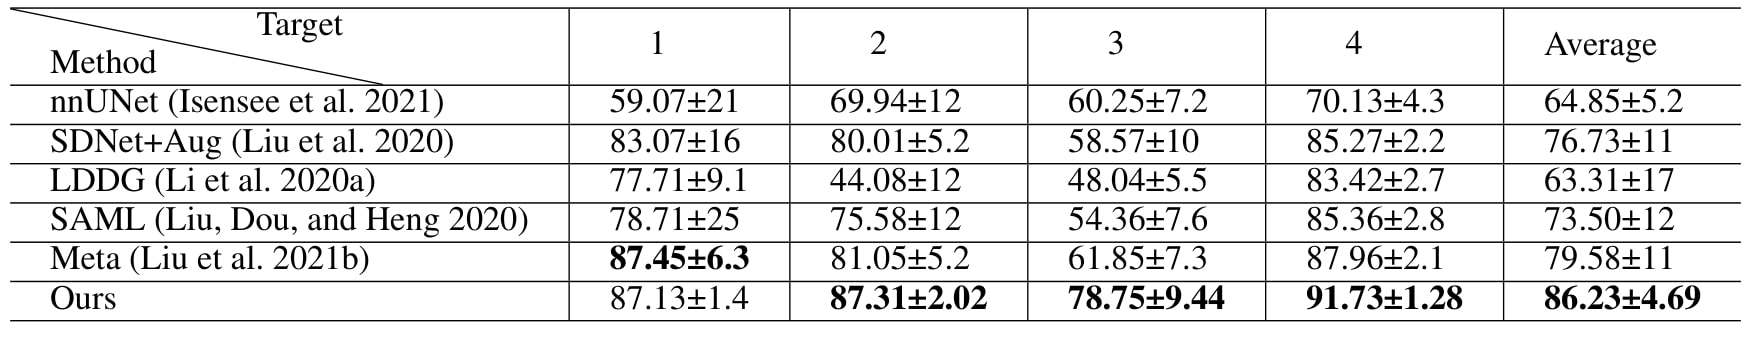 Target
Method 1 2 3 4 Average
nnUNet (Isensee et al. 2021) 59.07±21 69.94±12 60.25±7.2 70.13±4.3 64.85±5.2
SDNet+Aug (Liu et al. 2020) 83.07±16 80.01±5.2 58.57±10 85.27±2.2 76.73±11
LDDG (Li et al. 2020a) 77.71±9.1 44.08±12 48.04±5.5 83.42±2.7 63.31±17
SAML (Liu, Dou, and Heng 2020) 78.71±25 75.58±12 54.36±7.6 85.36±2.8 73.50±12
Meta (Liu et al. 2021b) 87.45±6.3 81.05±5.2 61.85±7.3 87.96±2.1 79.58±11
Ours 87.13±1.4 87.31±2.02 78.75±9.44 91.73±1.28 86.23±4.69